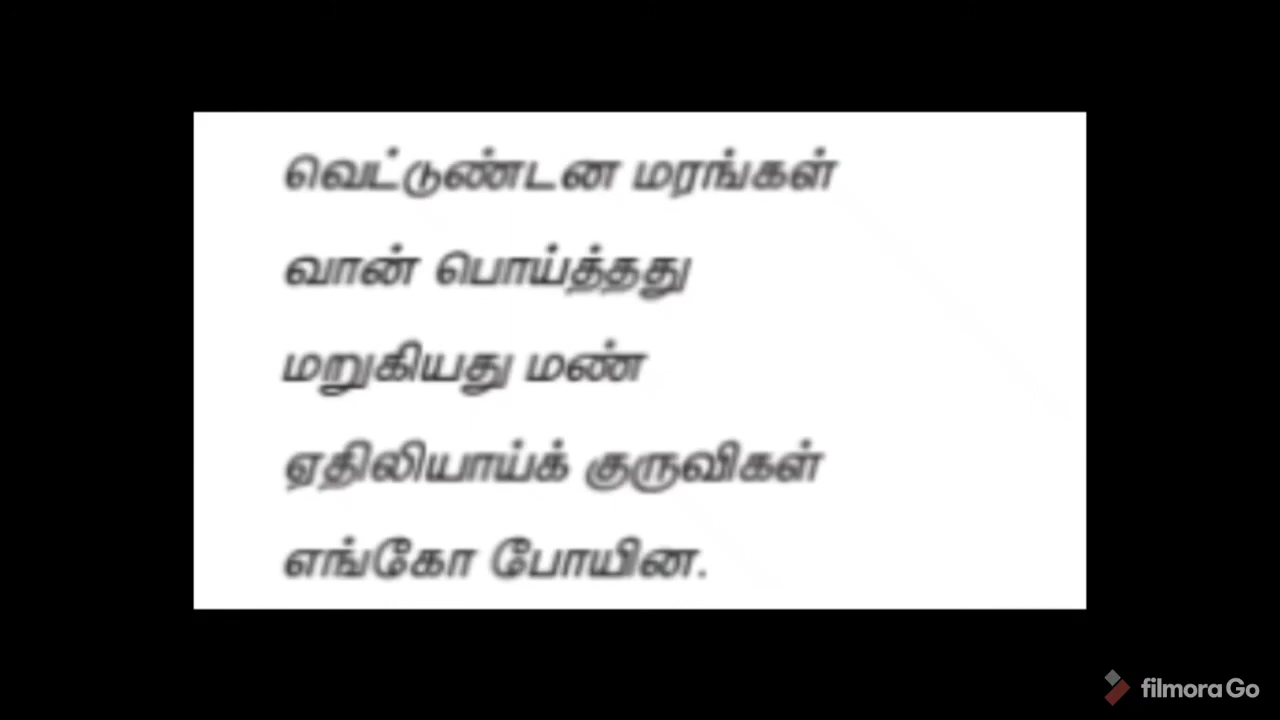 வெட்டுண்டன மரங்கள்
வான் பொய்த்தது
மறுகியது மண்
ஏதிலியாய்க் குருவிகள்
எங்கோ போயின.
filmoraGo